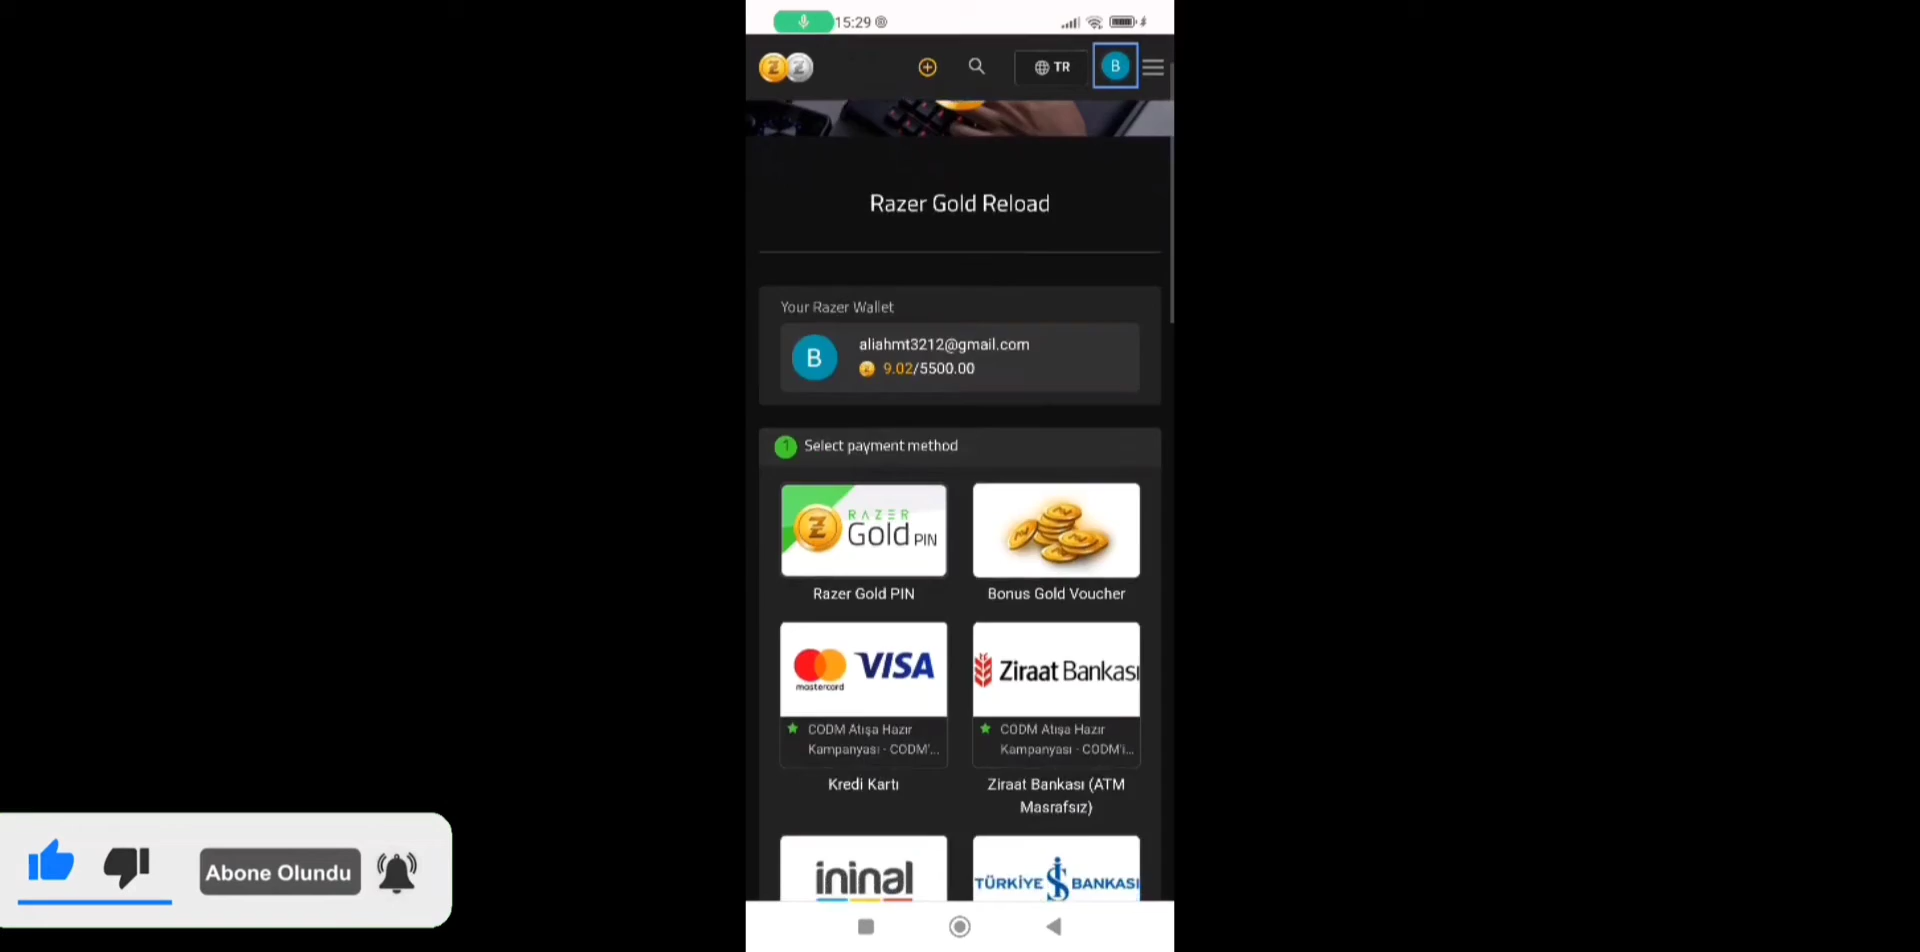 15:29
TR
B
Razer Gold Reload
Your Razer Wallet
B
aliahmt3212@gmail.com
9.02/5500.00
1 Select payment method
RAZER
Gold PIN
Razer Gold PIN
Bonus Gold Voucher
mastercard VISA
CODM Atışa Hazır
Kampanyası - CODM'...
Kredi Kartı
Ziraat Bankası
CODM Atışa Hazır
Kampanyası - CODM'i...
Ziraat Bankası (ATM
Masrafsız)
ininal
TÜRKİYE İŞ BANKASI
Abone Olundu